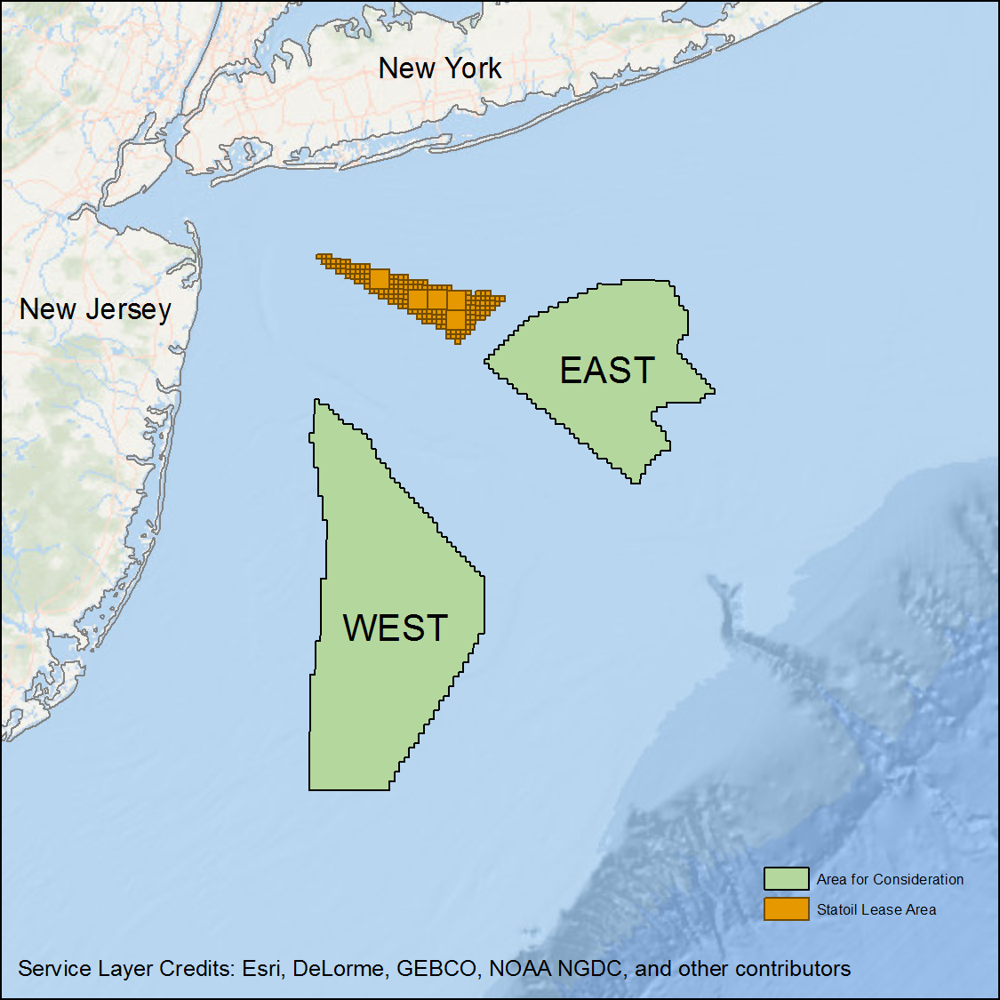 New York
New Jersey
EAST
WEST
Area for Consideration
Statoil Lease Area
Service Layer Credits: Esri, DeLorme, GEBCO, NOAA NGDC, and other contributors